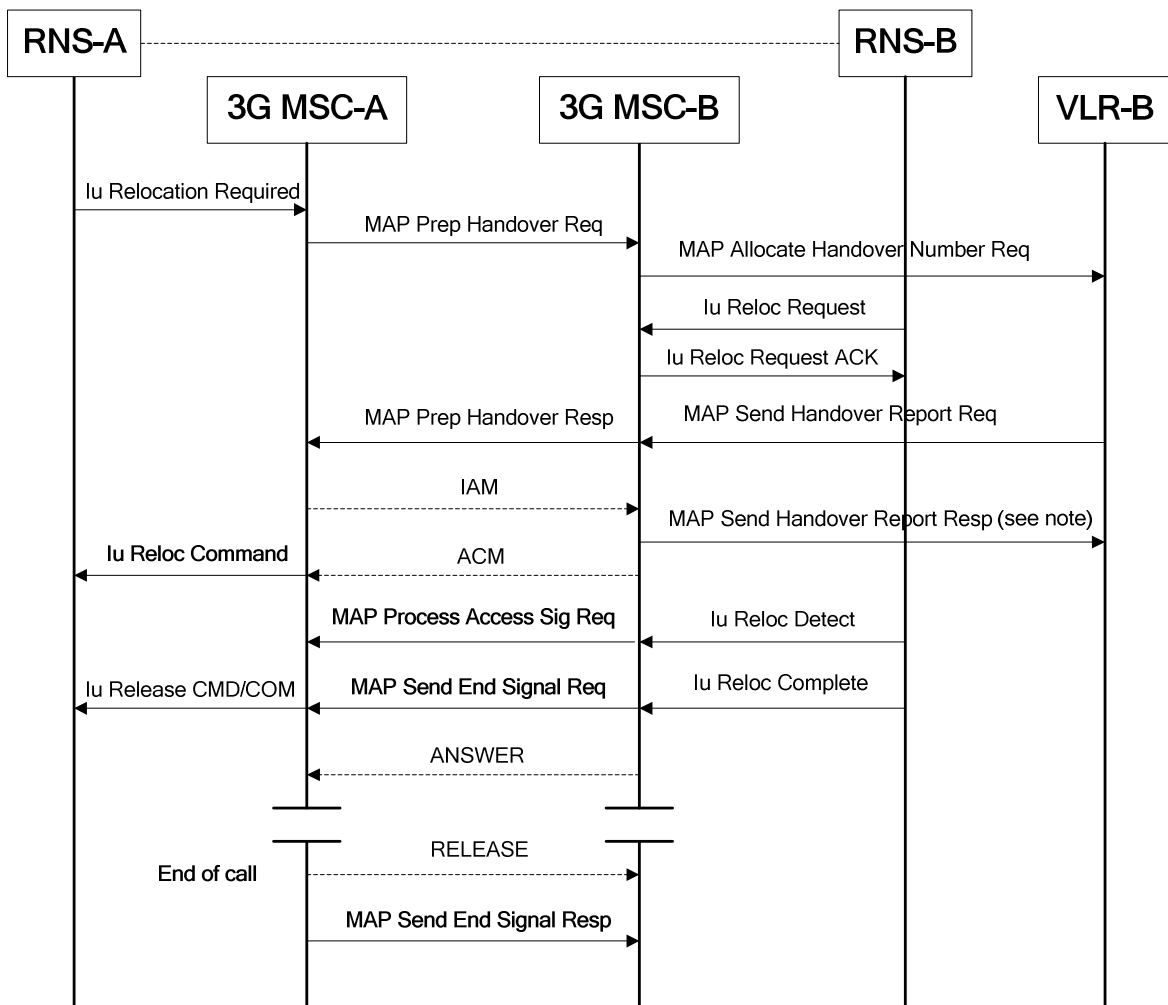 RNS-A
RNS-B
3G MSC-A
3G MSC-B
VLR-B
Iu Relocation Required
MAP Prep Handover Req
MAP Allocate Handover Number Req
Iu Reloc Request
Iu Reloc Request ACK
MAP Prep Handover Resp
MAP Send Handover Report Req
IAM
MAP Send Handover Report Resp (see note)
Iu Reloc Command
ACM
MAP Process Access Sig Req
Iu Reloc Detect
Iu Release CMD/COM
MAP Send End Signal Req
Iu Reloc Complete
ANSWER
RELEASE
End of call
MAP Send End Signal Resp